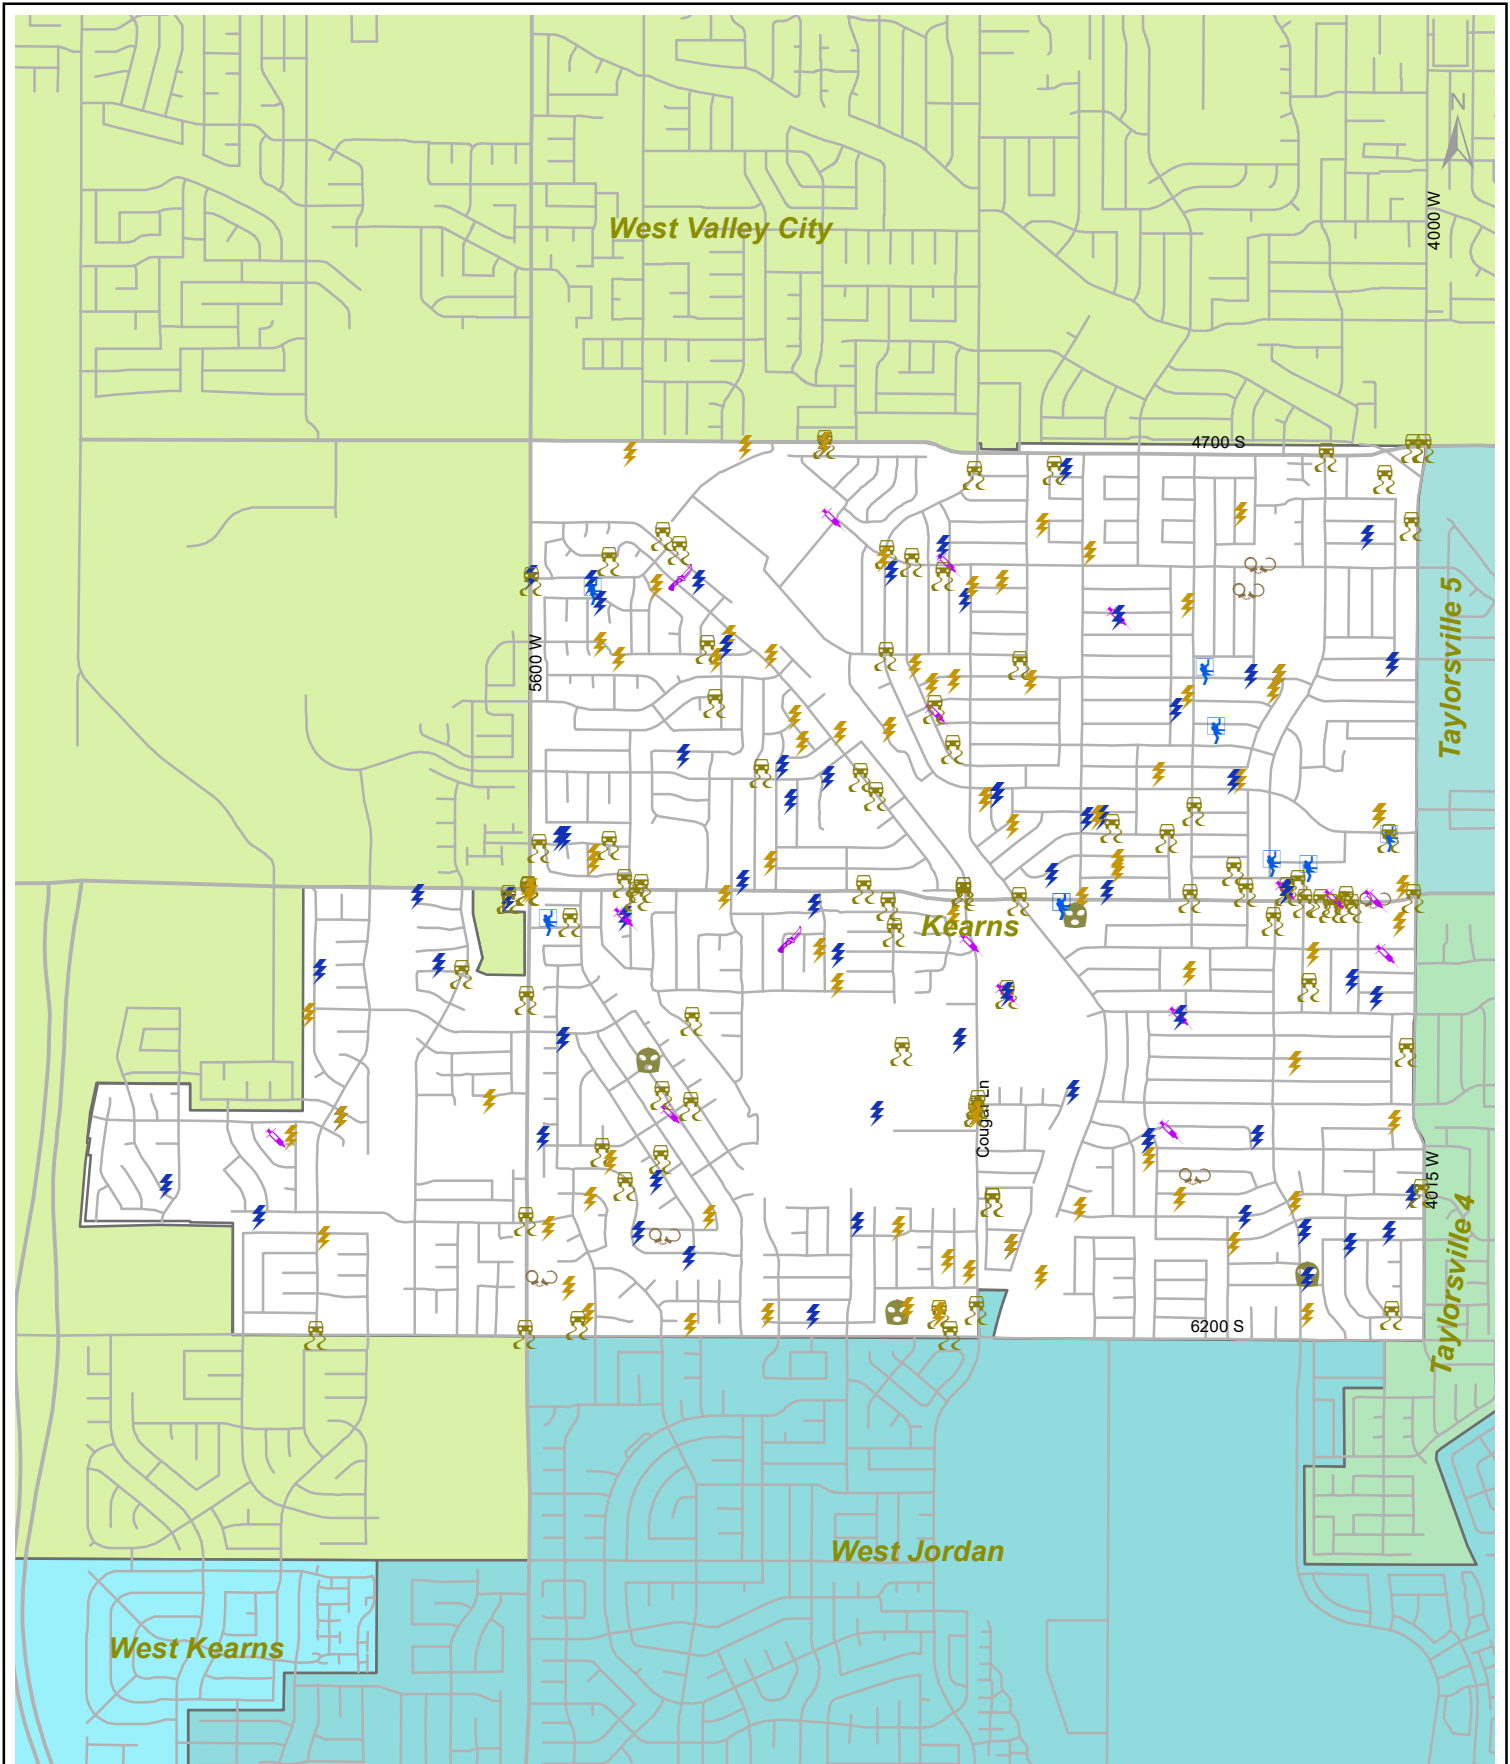 N
4000 W
West Valley City
4700 S
Taylorsville 5
5600 W
Kearns
Cougar Ln
4015 W
Taylorsville 4
6200 S
West Jordan
West Kearns